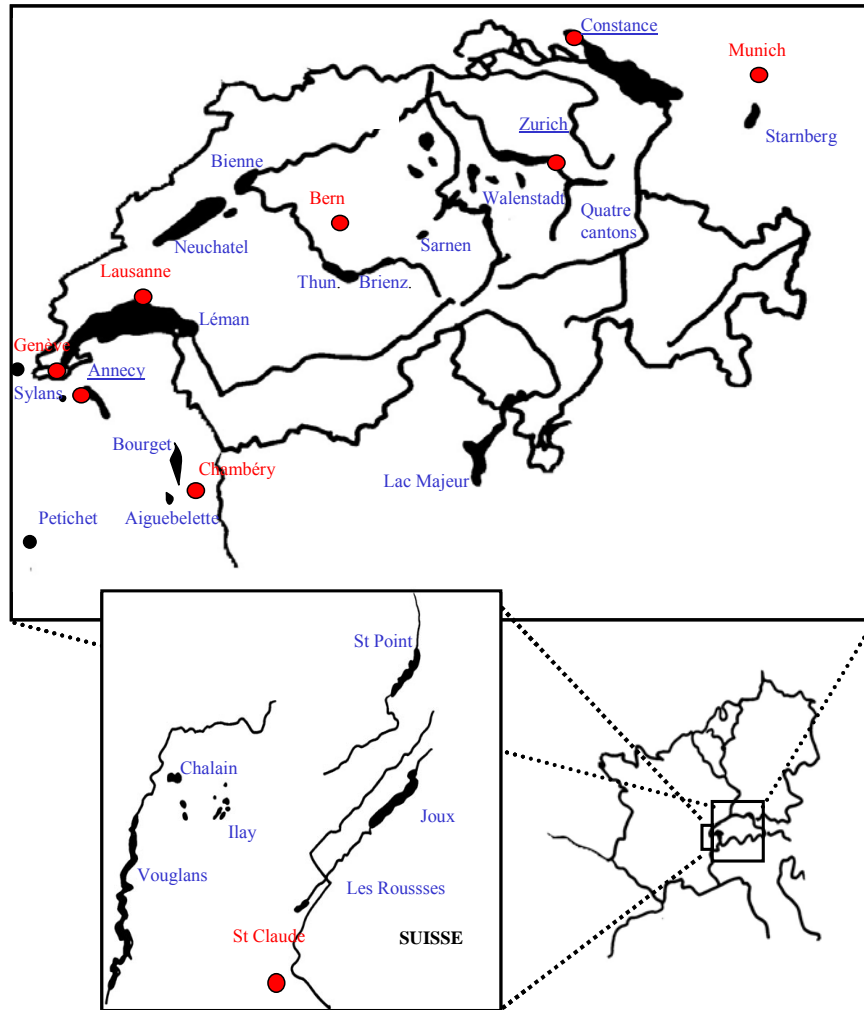 Constance
Munich
Zurich
Starnberg
Bienne
Walenstadt
Bern
Quatre
cantons
Neuchatel
Sarnen
Lausanne
Thun. Brienz.
Léman
Genève
Annecy
Sylans
Bourget
Chambéry
Lac Majeur
Petichet
Aiguebelette
St Point
Chalain
Joux
Ilay
Vouglans
Les Roussses
St Claude
SUISSE